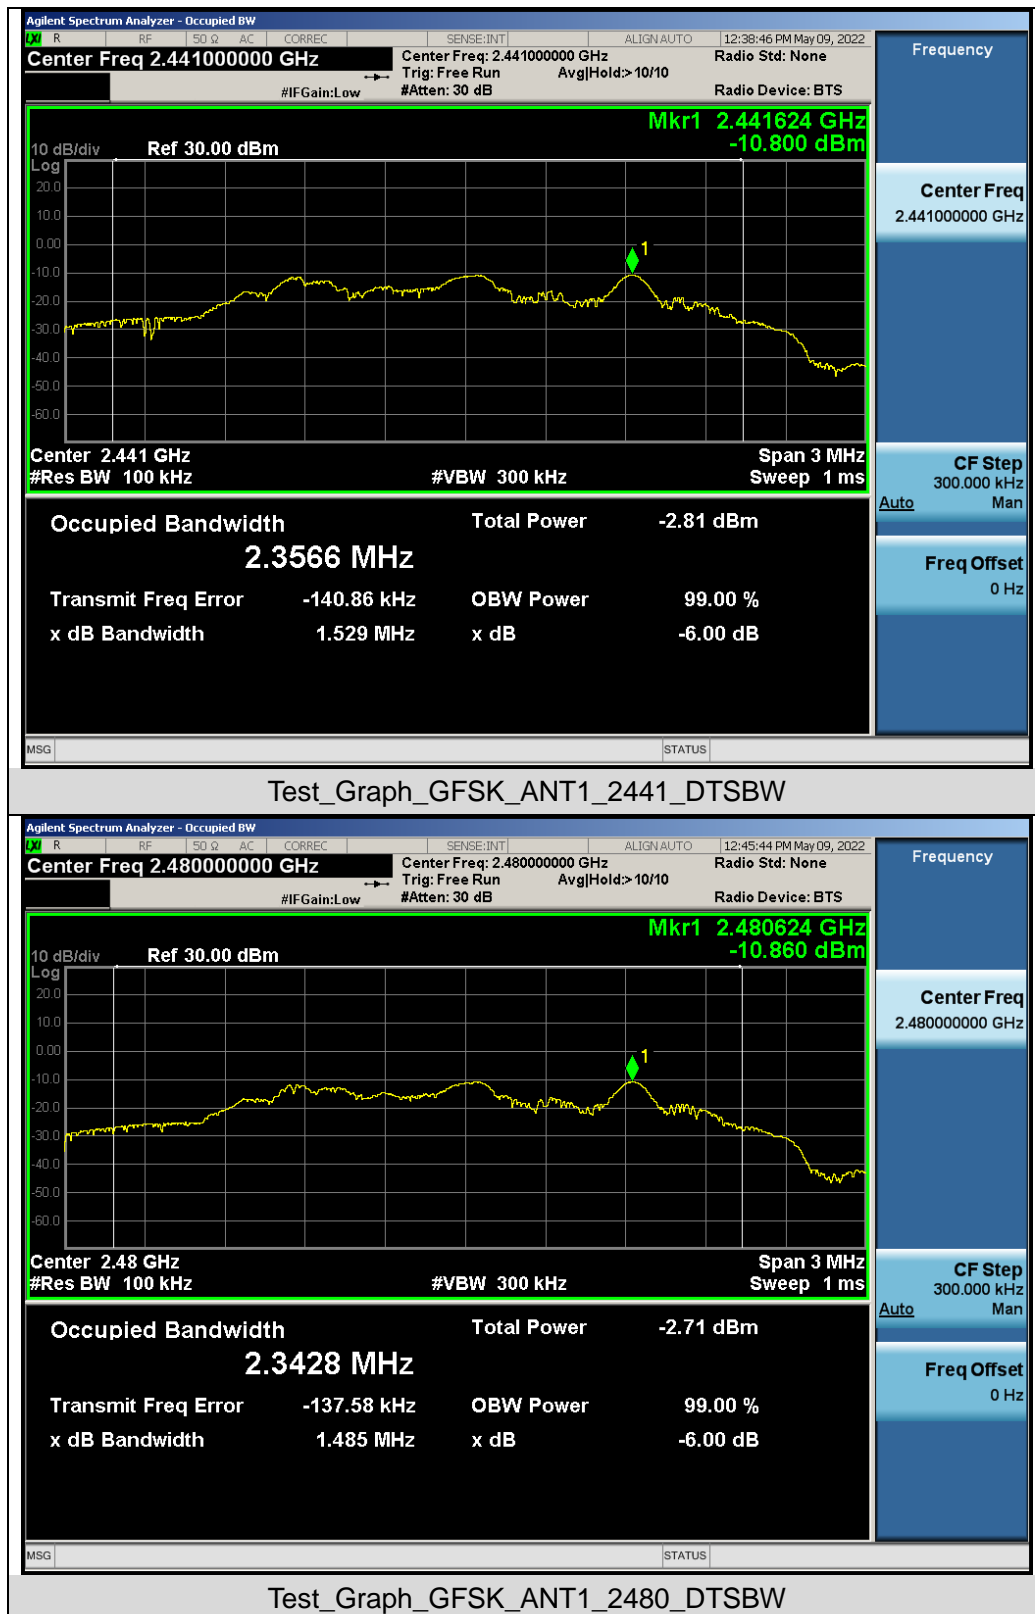 Agilent Spectrum Analyzer - Occupied BW
LXI R RF 50 Ω AC CORREC SENSE:INT ALIGN AUTO 12:38:46 PM May 09, 2022
Center Freq 2.441000000 GHz
Center Freq: 2.441000000 GHz
Radio Std: None
Trig: Free Run Avg|Hold:>10/10
#IFGain:Low
#Atten: 30 dB
Radio Device: BTS
Frequency
Mkr1 2.441624 GHz
-10.800 dBm
10 dB/div Ref 30.00 dBm
Log
20.0
10.0
0.00
-10.0
-20.0
-30.0
-40.0
-50.0
-60.0
1
Center Freq
2.441000000 GHz
Center 2.441 GHz
Span 3 MHz
#Res BW 100 kHz
#VBW 300 kHz
Sweep 1 ms
CF Step
300.000 kHz
Auto Man
Freq Offset
0 Hz
Occupied Bandwidth
2.3566 MHz
Total Power -2.81 dBm
Transmit Freq Error -140.86 kHz
OBW Power 99.00 %
x dB Bandwidth 1.529 MHz
x dB -6.00 dB
MSG
STATUS
Test_Graph_GFSK_ANT1_2441_DTSBW
Agilent Spectrum Analyzer - Occupied BW
LXI R RF 50 Ω AC CORREC SENSE:INT ALIGN AUTO 12:45:44 PM May 09, 2022
Center Freq 2.480000000 GHz
Center Freq: 2.480000000 GHz
Radio Std: None
Trig: Free Run Avg|Hold:>10/10
#IFGain:Low
#Atten: 30 dB
Radio Device: BTS
Frequency
Mkr1 2.480624 GHz
-10.860 dBm
10 dB/div Ref 30.00 dBm
Log
20.0
10.0
0.00
-10.0
-20.0
-30.0
-40.0
-50.0
-60.0
1
Center Freq
2.480000000 GHz
Center 2.48 GHz
Span 3 MHz
#Res BW 100 kHz
#VBW 300 kHz
Sweep 1 ms
CF Step
300.000 kHz
Auto Man
Freq Offset
0 Hz
Occupied Bandwidth
2.3428 MHz
Total Power -2.71 dBm
Transmit Freq Error -137.58 kHz
OBW Power 99.00 %
x dB Bandwidth 1.485 MHz
x dB -6.00 dB
MSG
STATUS
Test_Graph_GFSK_ANT1_2480_DTSBW